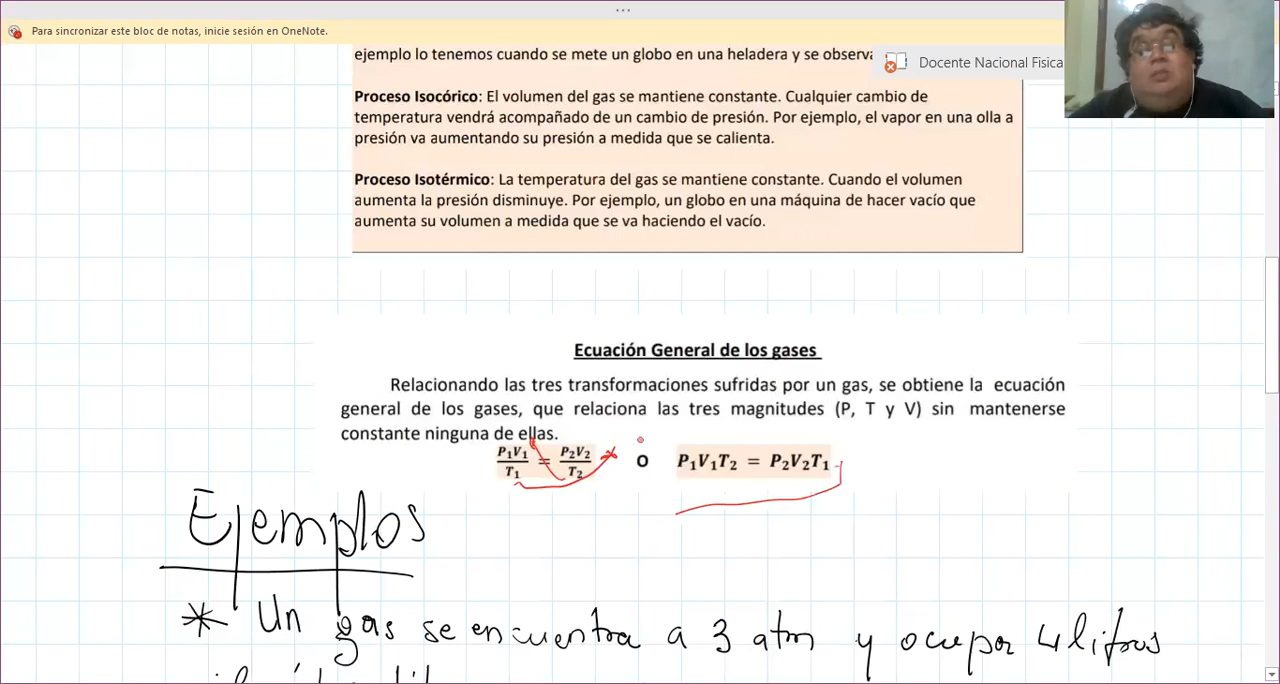 Para sincronizar este bloc de notas, inicie sesión en OneNote.
ejemplo lo tenemos cuando se mete un globo en una heladera y se observa
Docente Nacional Fisica
Proceso Isocórico: El volumen del gas se mantiene constante. Cualquier cambio de
temperatura vendrá acompañado de un cambio de presión. Por ejemplo, el vapor en una olla a
presión va aumentando su presión a medida que se calienta.
Proceso Isotérmico: La temperatura del gas se mantiene constante. Cuando el volumen
aumenta la presión disminuye. Por ejemplo, un globo en una máquina de hacer vacío que
aumenta su volumen a medida que se va haciendo el vacío.
Ecuación General de los gases
Relacionando las tres transformaciones sufridas por un gas, se obtiene la ecuación
general de los gases, que relaciona las tres magnitudes (P, T y V) sin mantenerse
constante ninguna de ellas.
P₁V₁/T₁ = P₂V₂/T₂ o P₁V₁T₂ = P₂V₂T₁
Ejemplos
* Un gas se encuentra a 3 atm y ocupa 4 litros